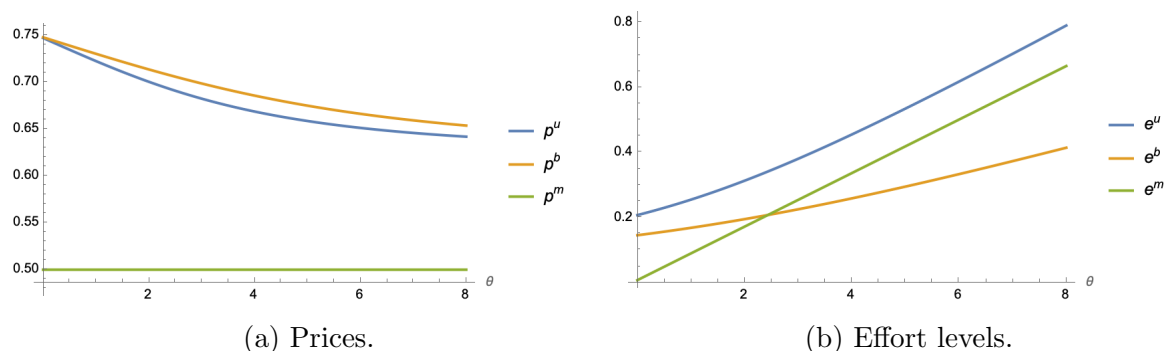 0.75
0.70
0.65
0.60
0.55
0.50
2
4
6
8
θ
p^u
p^b
p^m
(a) Prices.
0.8
0.6
0.4
0.2
2
4
6
8
θ
e^u
e^b
e^m
(b) Effort levels.